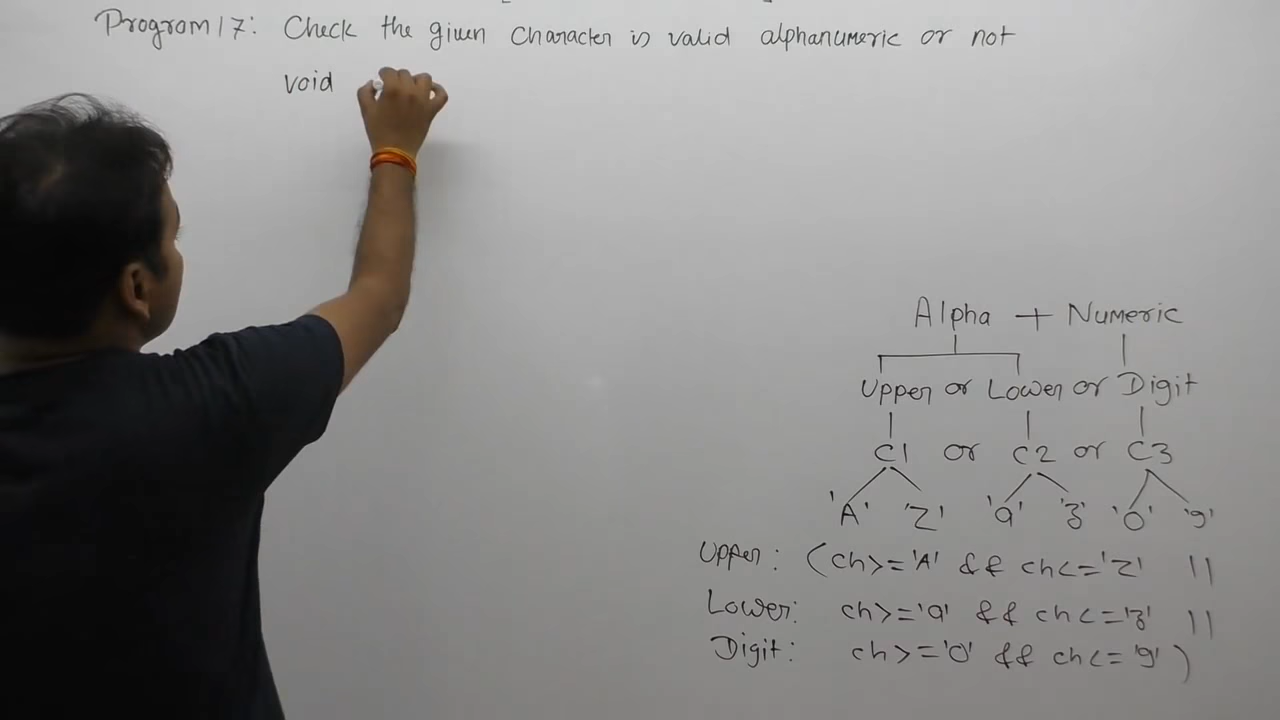 Program 17: Check the given character is valid alphanumeric or not
void
Alpha + Numeric
Upper or Lower or Digit
C1 or C2 or C3
'A' 'Z' 'a' 'z' '0' '9'
Upper: (ch>='A' && ch<='Z' ||
Lower: ch>='a' && ch<='z' ||
Digit: ch>='0' && ch<='9')